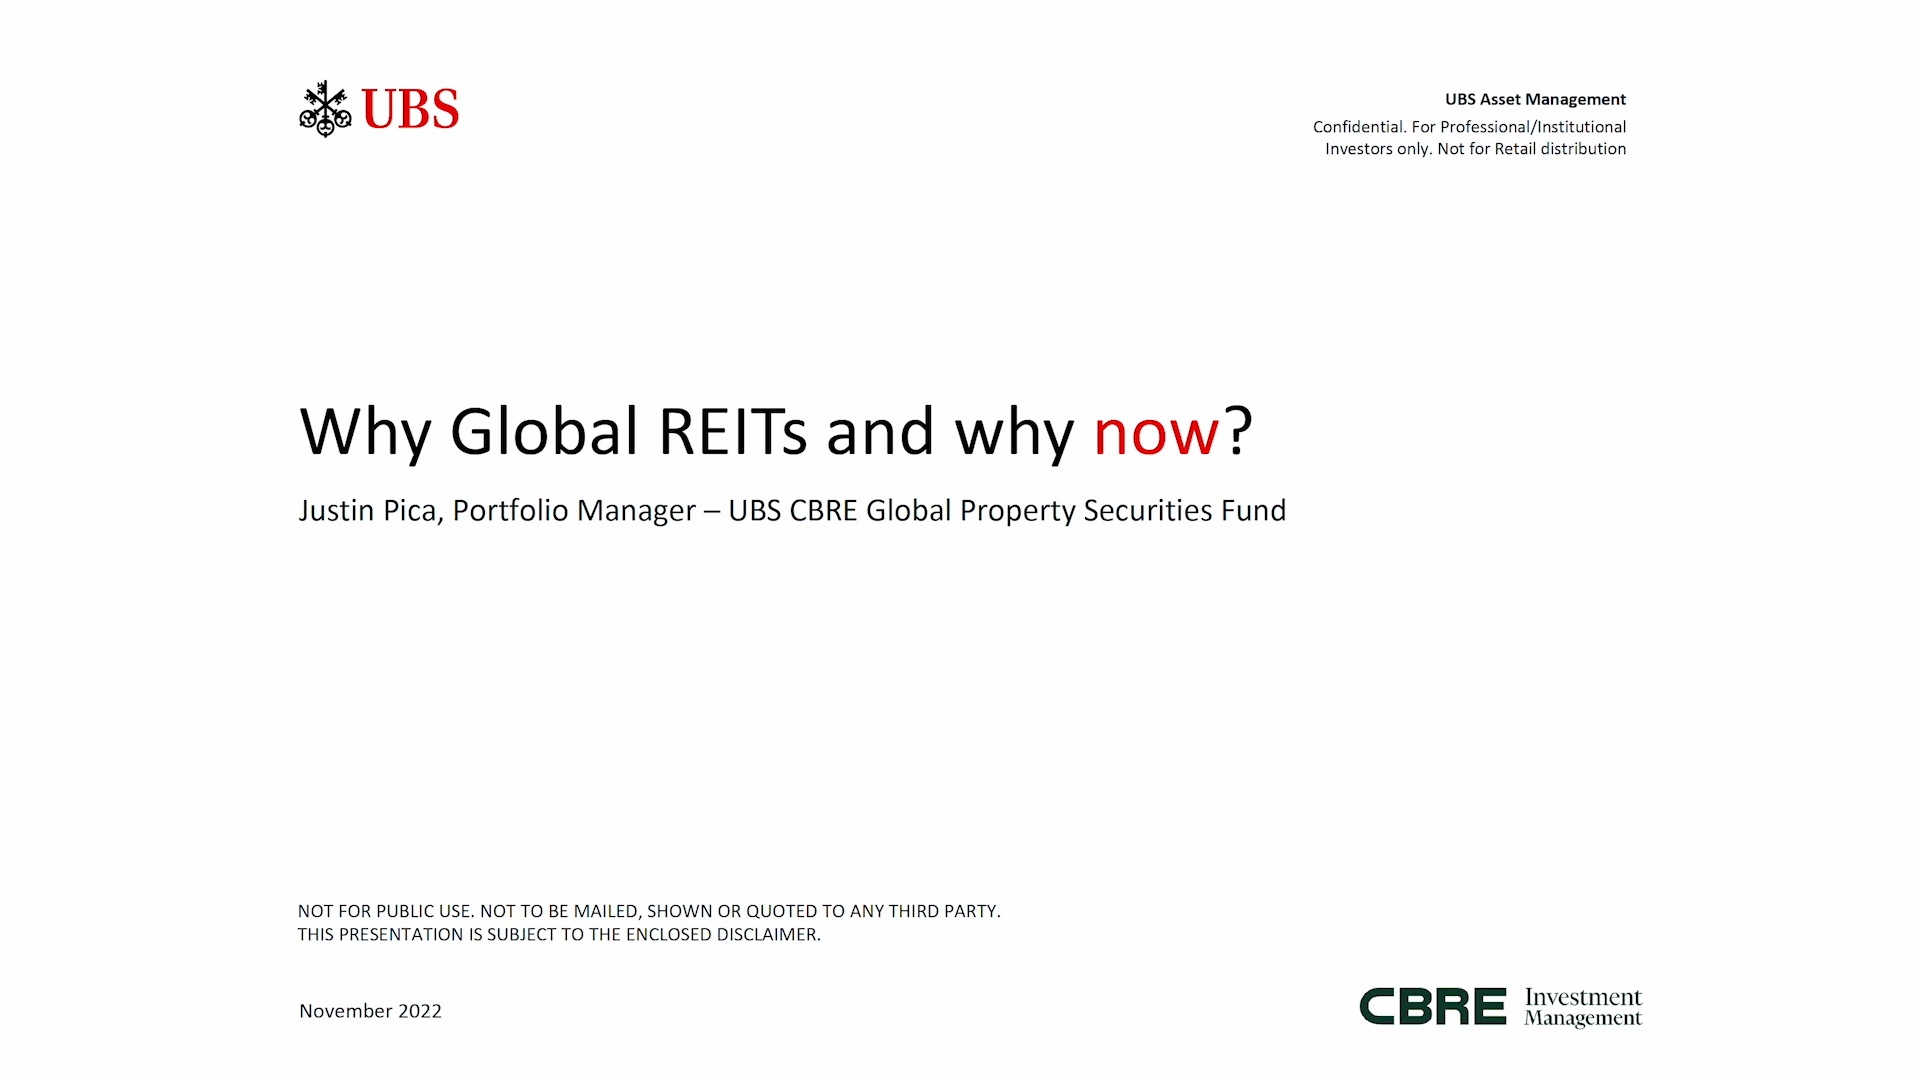 UBS
UBS Asset Management
Confidential. For Professional/Institutional
Investors only. Not for Retail distribution
Why Global REITs and why now?
Justin Pica, Portfolio Manager – UBS CBRE Global Property Securities Fund
NOT FOR PUBLIC USE. NOT TO BE MAILED, SHOWN OR QUOTED TO ANY THIRD PARTY.
THIS PRESENTATION IS SUBJECT TO THE ENCLOSED DISCLAIMER.
November 2022
CBRE Investment
Management